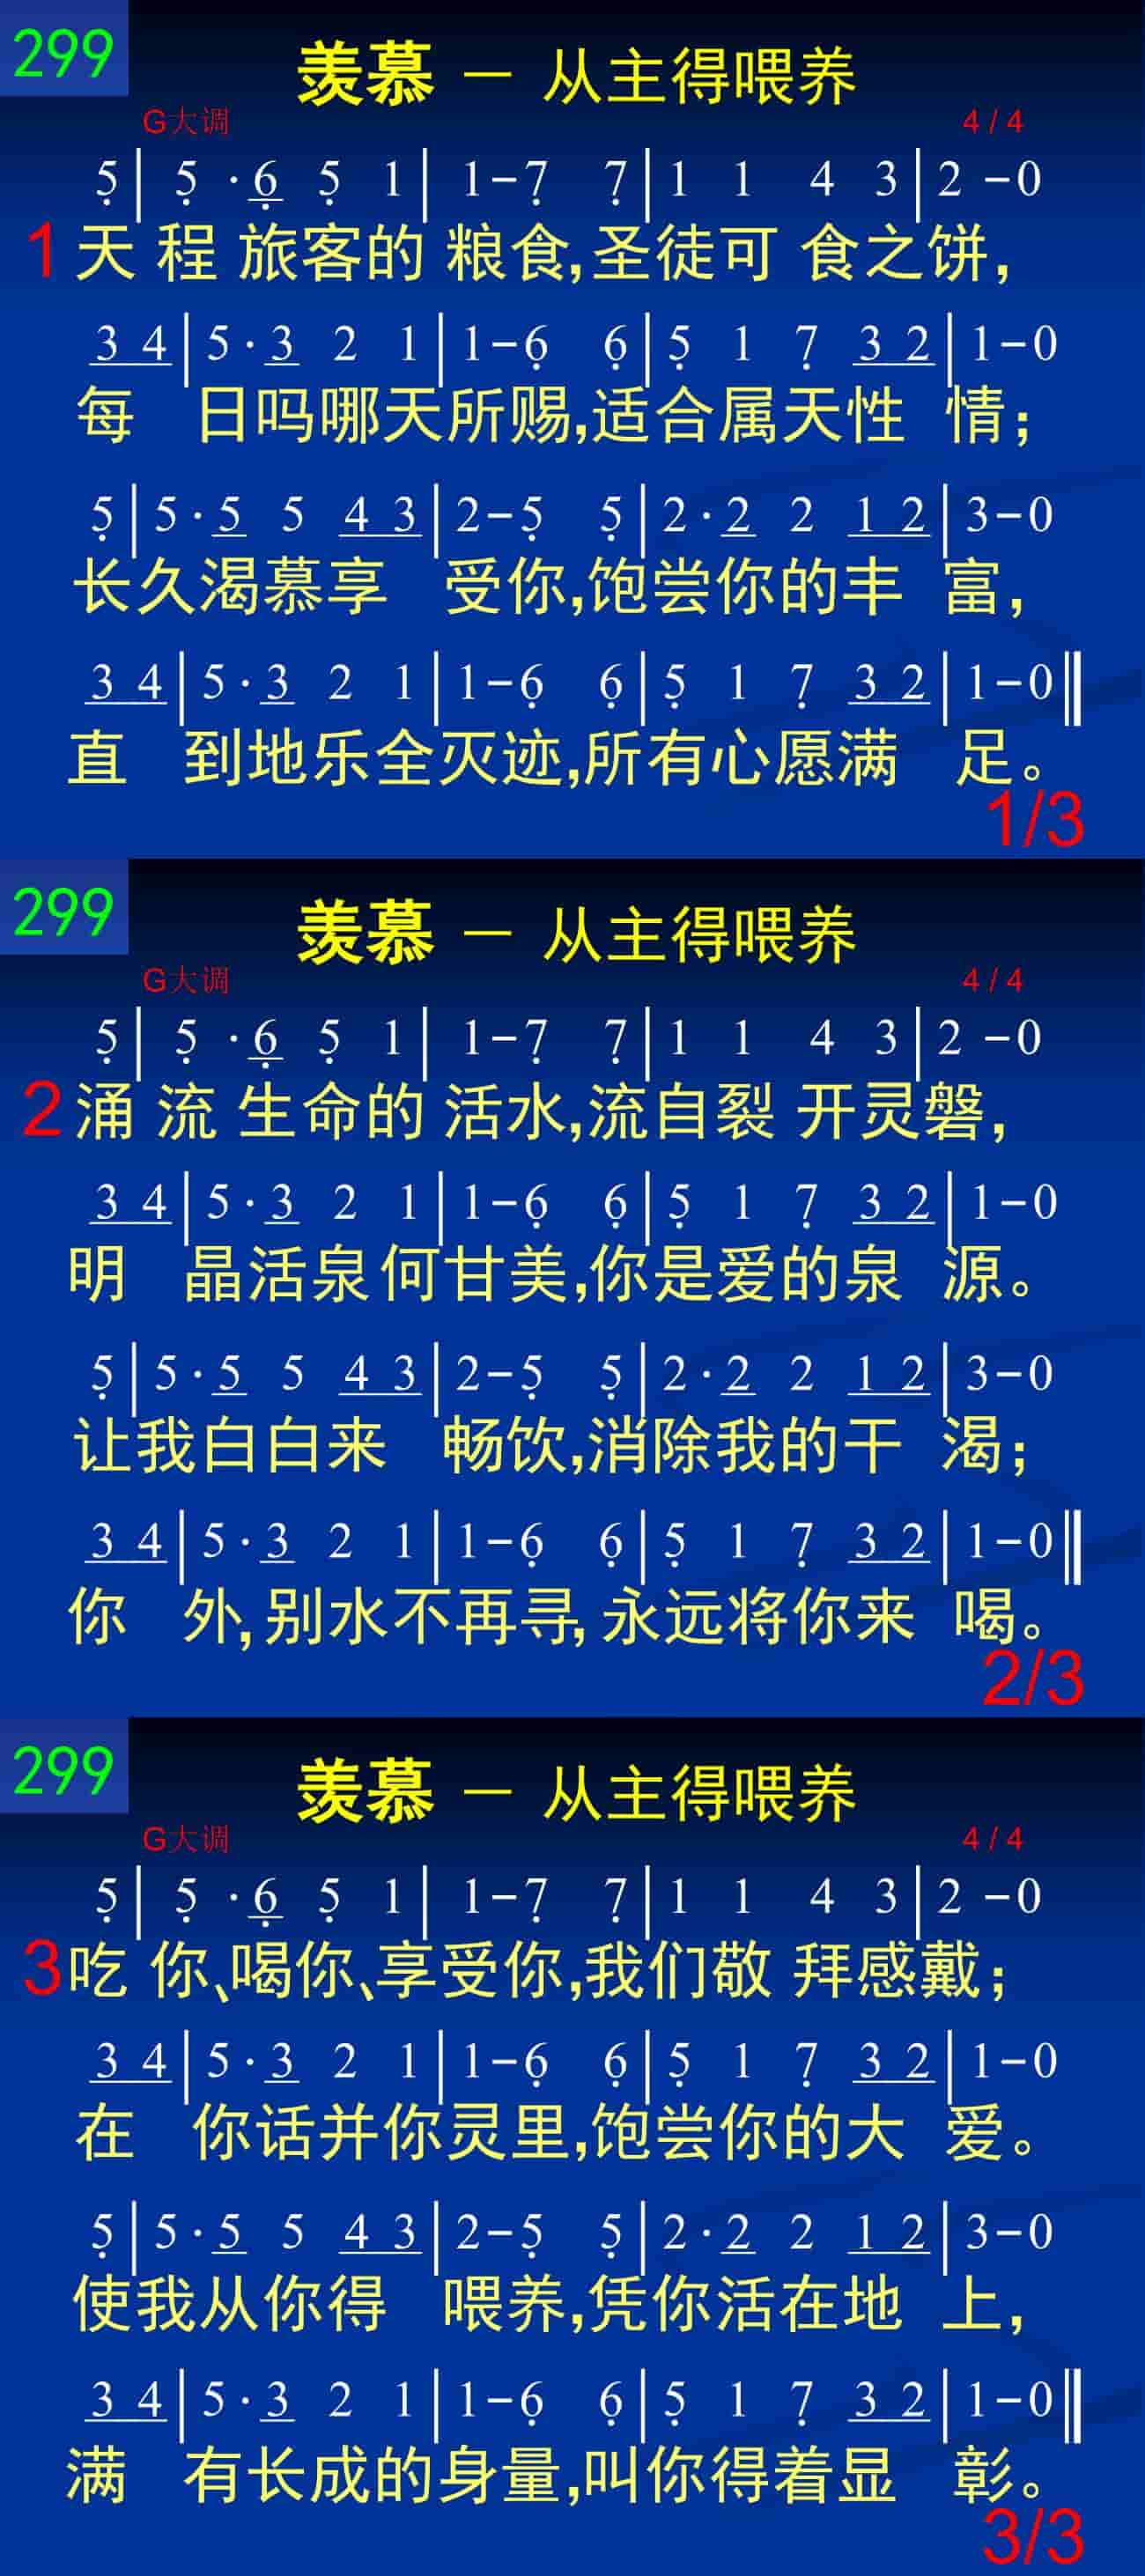 299
羡慕 — 从主得喂养
G大调 4/4
5̣ | 5̣ · 6̣ 5̣ 1 | 1-7̣ 7̣ | 1 1 4 3 | 2 -0
1 天 程 旅客的 粮食,圣徒可 食之饼,
3 4 | 5·3 2 1 | 1-6̣ 6̣ | 5̣ 1 7̣ 3 2 | 1-0
每 日吗哪天所赐,适合属天性 情;
5̣ | 5·5 5 4 3 | 2-5̣ 5̣ | 2·2 2 1 2 | 3-0
长久渴慕享 受你,饱尝你的丰 富,
3 4 | 5·3 2 1 | 1-6̣ 6̣ | 5̣ 1 7̣ 3 2 | 1-0 ‖
直 到地乐全灭迹,所有心愿满 足。
1/3
299
羡慕 — 从主得喂养
G大调 4/4
5̣ | 5̣ · 6̣ 5̣ 1 | 1-7̣ 7̣ | 1 1 4 3 | 2 -0
2 涌 流 生命的 活水,流自裂 开灵磐,
3 4 | 5·3 2 1 | 1-6̣ 6̣ | 5̣ 1 7̣ 3 2 | 1-0
明 晶活泉何甘美,你是爱的泉 源。
5̣ | 5·5 5 4 3 | 2-5̣ 5̣ | 2·2 2 1 2 | 3-0
让我白白来 畅饮,消除我的干 渴;
3 4 | 5·3 2 1 | 1-6̣ 6̣ | 5̣ 1 7̣ 3 2 | 1-0 ‖
你 外,别水不再寻,永远将你来 喝。
2/3
299
羡慕 — 从主得喂养
G大调 4/4
5̣ | 5̣ · 6̣ 5̣ 1 | 1-7̣ 7̣ | 1 1 4 3 | 2 -0
3 吃 你、喝你、享受你,我们敬 拜感戴;
3 4 | 5·3 2 1 | 1-6̣ 6̣ | 5̣ 1 7̣ 3 2 | 1-0
在 你话并你灵里,饱尝你的大 爱。
5̣ | 5·5 5 4 3 | 2-5̣ 5̣ | 2·2 2 1 2 | 3-0
使我从你得 喂养,凭你活在地 上,
3 4 | 5·3 2 1 | 1-6̣ 6̣ | 5̣ 1 7̣ 3 2 | 1-0 ‖
满 有长成的身量,叫你得着显 彰。
3/3